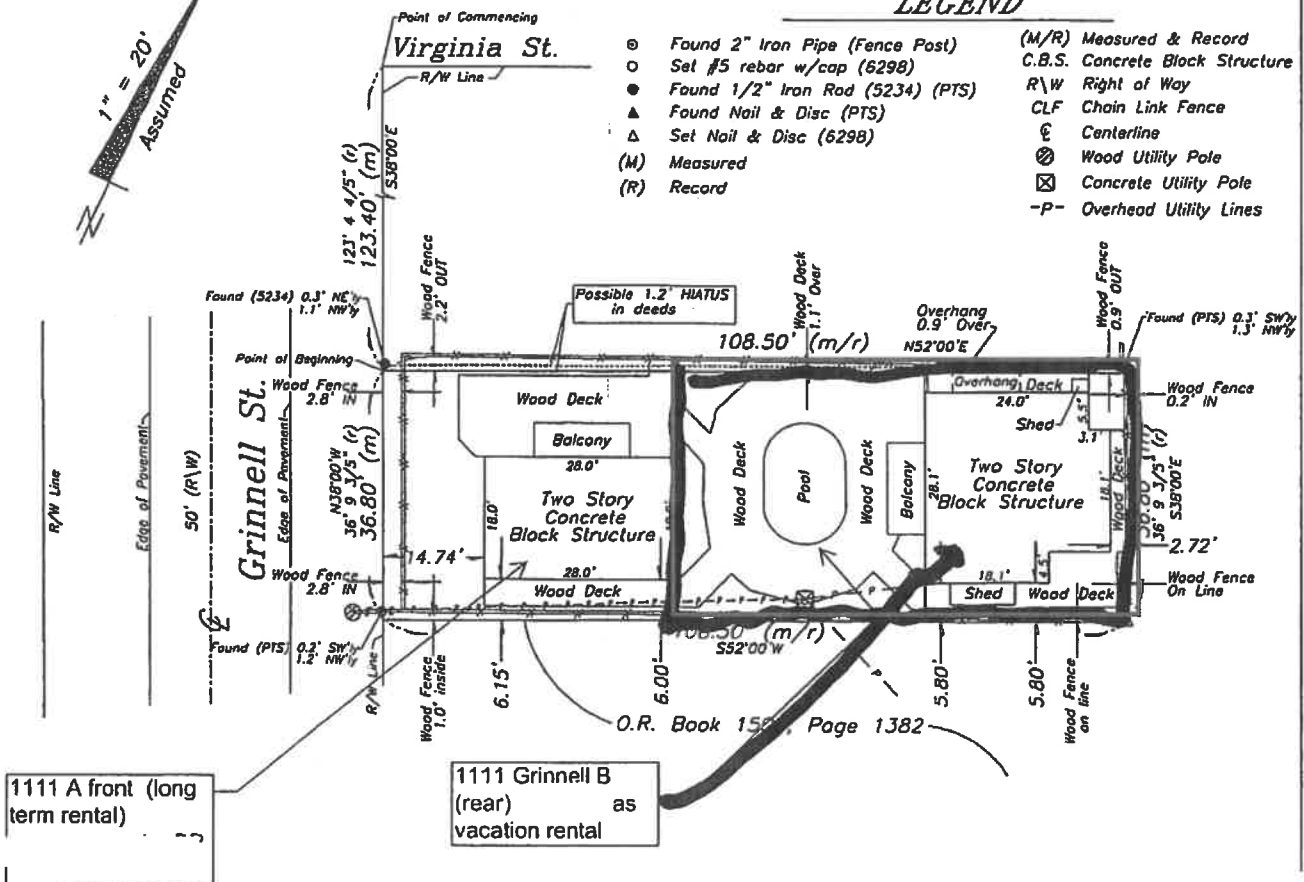 LEGEND
Point of Commencing
Virginia St.
R/W Line
1" = 20'
Assumed
N
Found 2" Iron Pipe (Fence Post)
Set #5 rebar w/cap (6298)
Found 1/2" Iron Rod (5234) (PTS)
Found Nail & Disc (PTS)
Set Nail & Disc (6298)
(M) Measured
(R) Record
(M/R) Measured & Record
C.B.S. Concrete Block Structure
R\W Right of Way
CLF Chain Link Fence
℄ Centerline
Wood Utility Pole
Concrete Utility Pole
-P- Overhead Utility Lines
123' 4 4/5" (r)
123.40' (m)
S38°00'E
Wood Fence
2.2' OUT
Possible 1.2' HIATUS
in deeds
Wood Deck
1.1' Over
Overhang
0.9' Over
N52°00'E
Wood Fence
0.9' OUT
Found (5234) 0.3' NE'ly
1.1' NW'ly
Found (PTS) 0.3' SW'ly
1.3' NW'ly
108.50' (m/r)
Point of Beginning
Wood Fence
2.8' IN
Wood Fence
0.2' IN
R/W Line
Edge of Pavement
50' (R\W)
Grinnell St.
Edge of Pavement
N38°00'W
36' 9 3/5" (r)
36.80' (m)
Wood Deck
Balcony
28.0'
Two Story
Concrete
Block Structure
18.0'
14.74'
28.0'
Wood Deck
Wood Deck
Pool
Wood Deck
Balcony
28.1'
Overhang Deck
24.0'
Shed
5.5'
3.1'
Two Story
Concrete
Block Structure
18.1'
Wood Deck
36' 9 3/5" (r)
S38°00'E
2.72'
4.5'
18.1'
Shed
Wood Deck
Wood Fence
On Line
Wood Fence
2.8' IN
℄
Found (PTS) 0.2' SW'ly
1.2' NW'ly
R/W Line
Wood Fence
1.0' inside
6.15'
6.00'
(m/r)
S52°00'W
P
5.80'
5.80'
Wood Fence
on line
O.R. Book Page 1382
1111 A front (long
term rental)
1111 Grinnell B
(rear) as
vacation rental